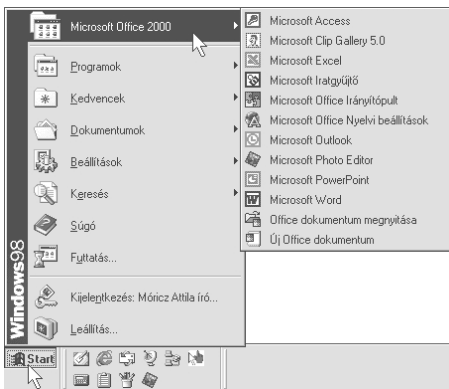 Microsoft Office 2000
Programok
Kedvencek
Dokumentumok
Beállítások
Keresés
Súgó
Futtatás...
Kijelentkezés: Móricz Attila író...
Leállítás...
Windows98
Start
Microsoft Access
Microsoft Clip Gallery 5.0
Microsoft Excel
Microsoft Iratgyűjtő
Microsoft Office Irányítópult
Microsoft Office Nyelvi beállítások
Microsoft Outlook
Microsoft Photo Editor
Microsoft PowerPoint
Microsoft Word
Office dokumentum megnyitása
Új Office dokumentum